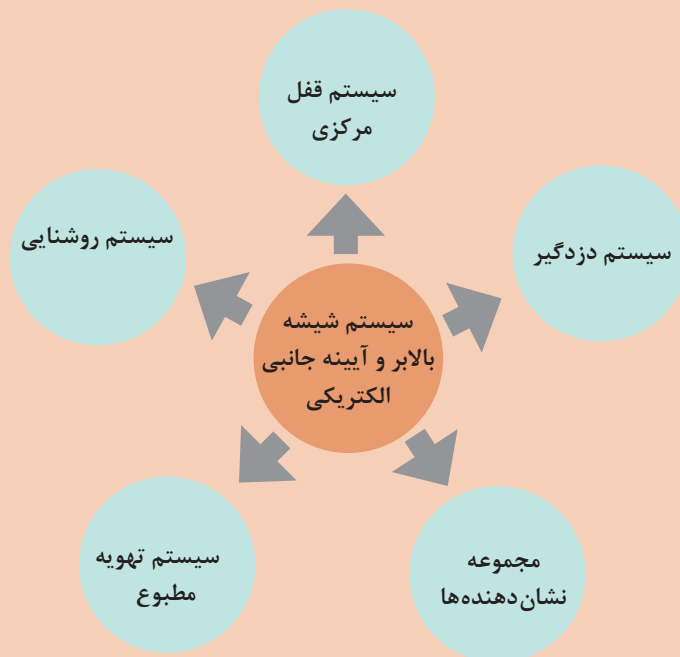 سیستم قفل
مرکزی
سیستم دزدگیر
سیستم روشنایی
سیستم شیشه
بالابر و آیینه جانبی
الکتریکی
مجموعه
نشان‌دهنده‌ها
سیستم تهویه
مطبوع